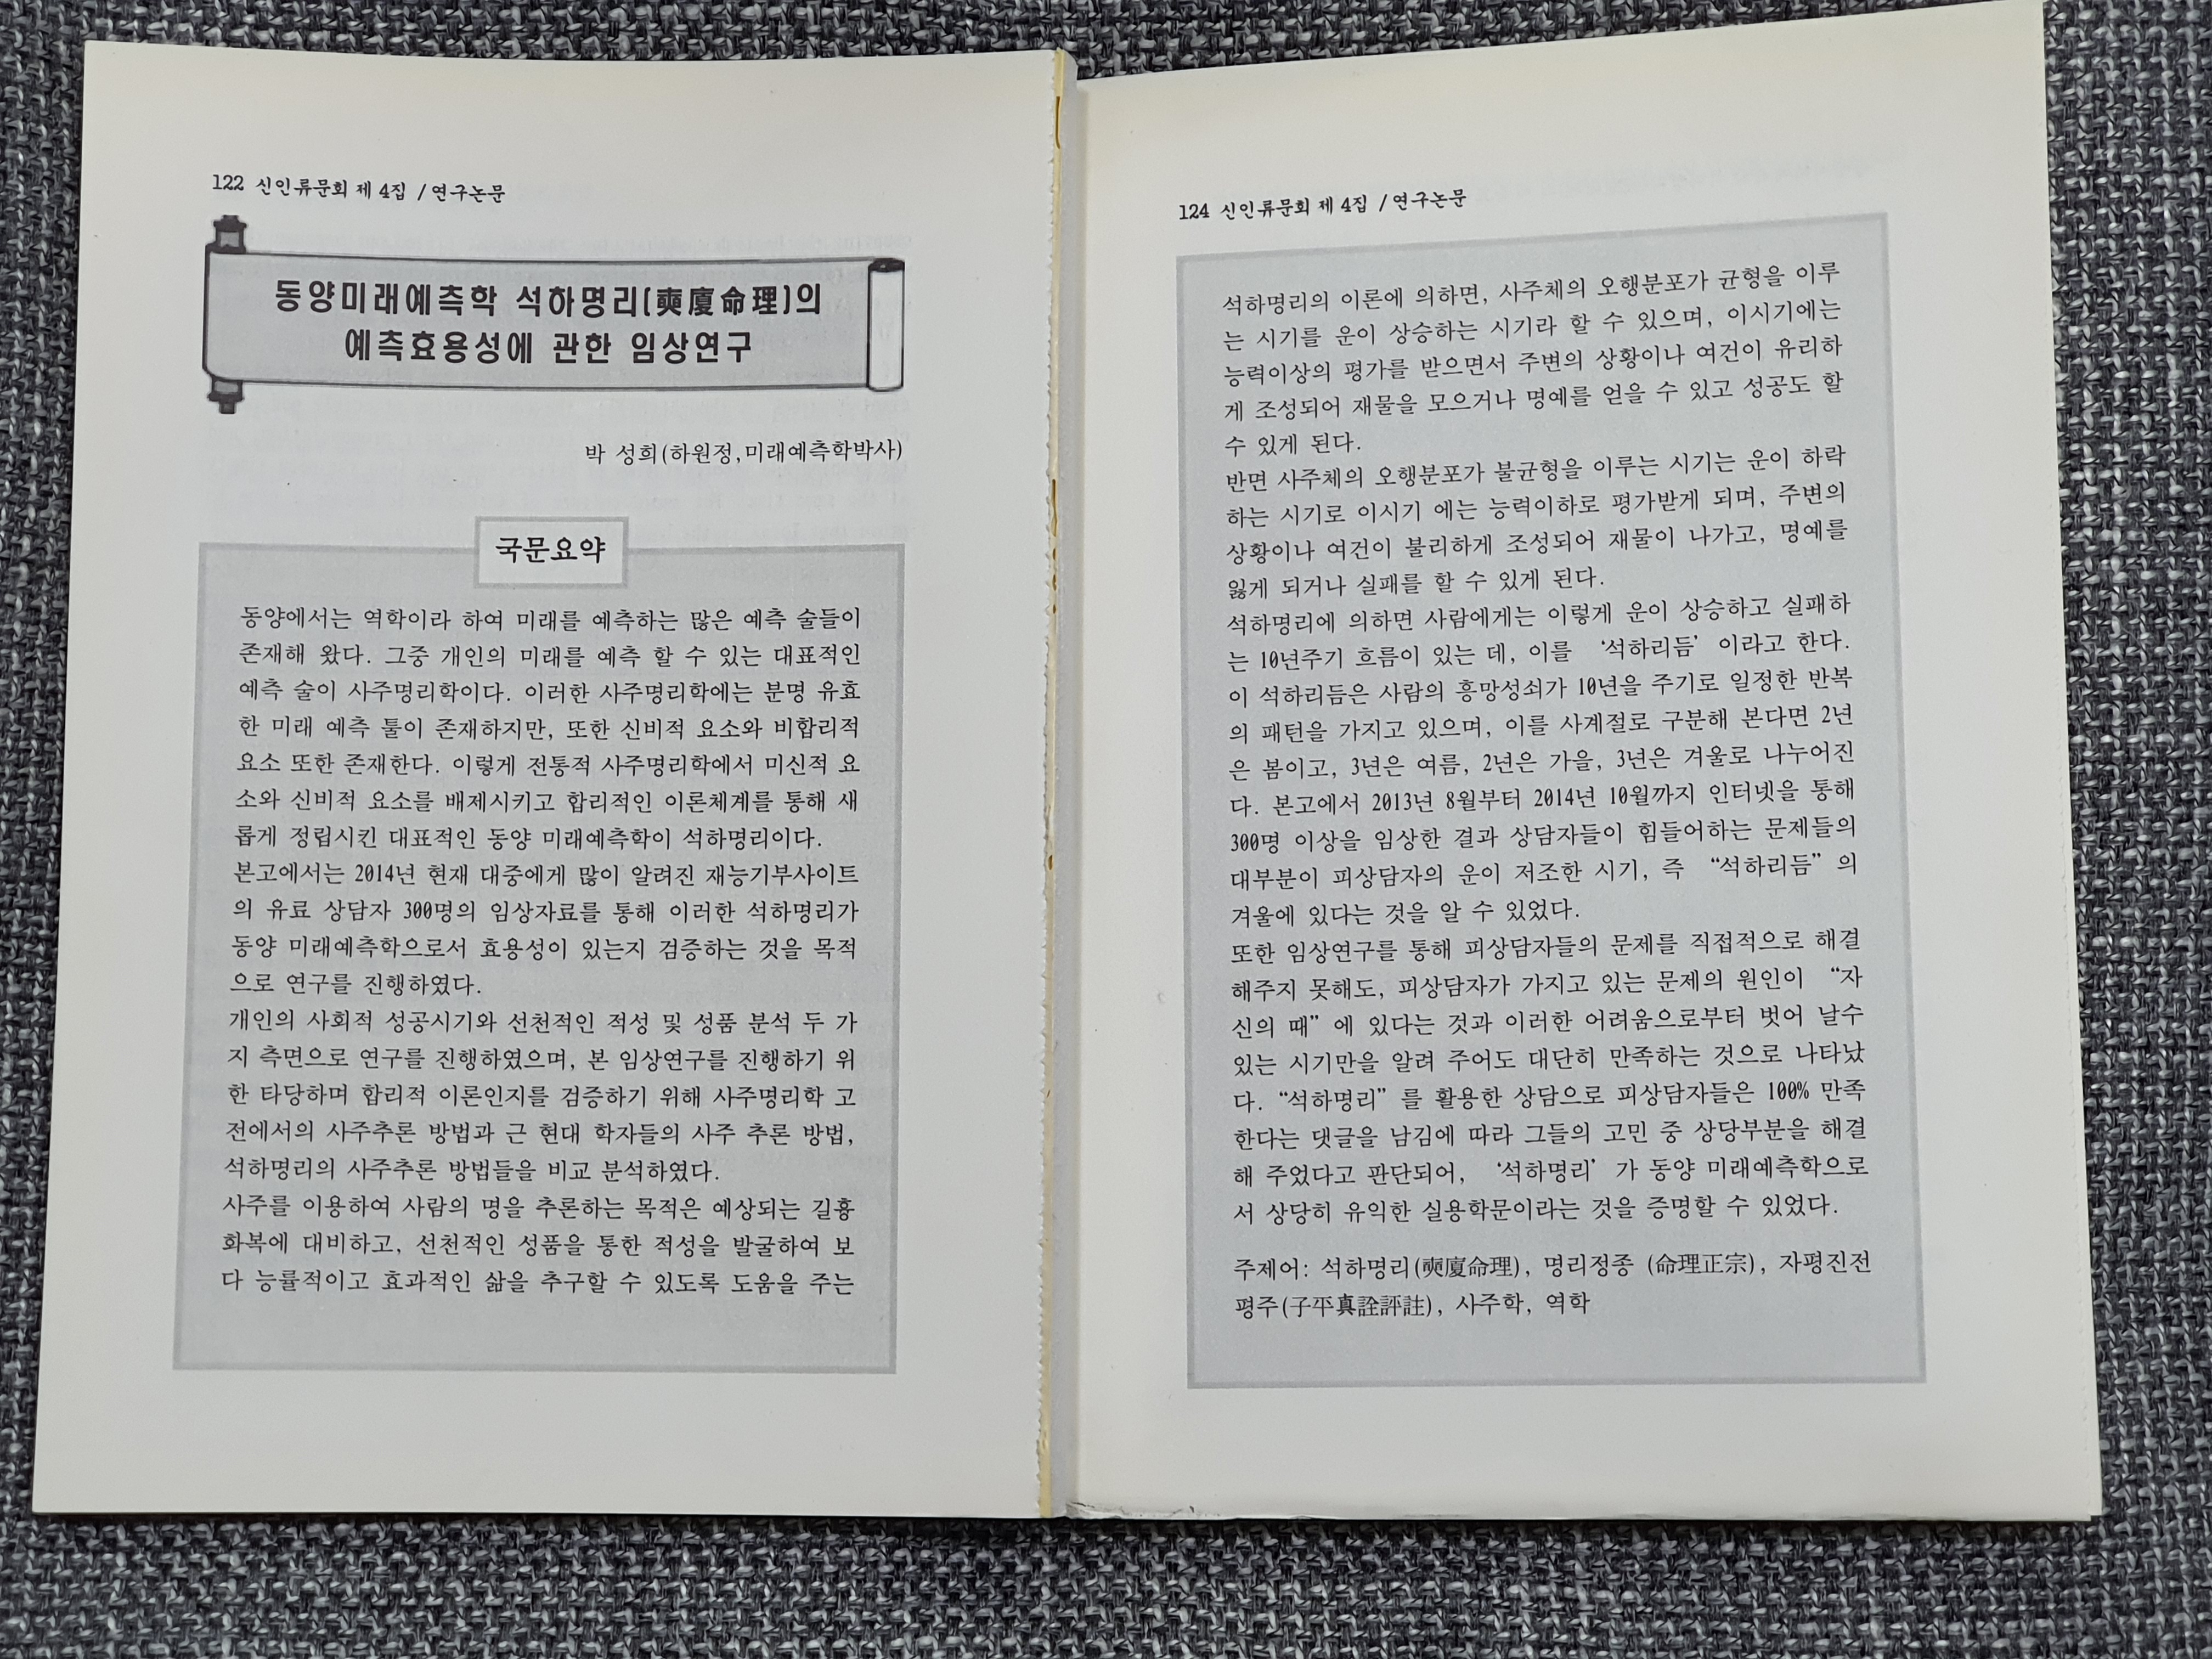 122 신인류문회 제 4집 /연구논문
동양미래예측학 석하명리(奭廈命理)의
예측효용성에 관한 임상연구
박 성희(하원정,미래예측학박사)
국문요약
동양에서는 역학이라 하여 미래를 예측하는 많은 예측 술들이
존재해 왔다. 그중 개인의 미래를 예측 할 수 있는 대표적인
예측 술이 사주명리학이다. 이러한 사주명리학에는 분명 유효
한 미래 예측 툴이 존재하지만, 또한 신비적 요소와 비합리적
요소 또한 존재한다. 이렇게 전통적 사주명리학에서 미신적 요
소와 신비적 요소를 배제시키고 합리적인 이론체계를 통해 새
롭게 정립시킨 대표적인 동양 미래예측학이 석하명리이다.
본고에서는 2014년 현재 대중에게 많이 알려진 재능기부사이트
의 유료 상담자 300명의 임상자료를 통해 이러한 석하명리가
동양 미래예측학으로서 효용성이 있는지 검증하는 것을 목적
으로 연구를 진행하였다.
개인의 사회적 성공시기와 선천적인 적성 및 성품 분석 두 가
지 측면으로 연구를 진행하였으며, 본 임상연구를 진행하기 위
한 타당하며 합리적 이론인지를 검증하기 위해 사주명리학 고
전에서의 사주추론 방법과 근 현대 학자들의 사주 추론 방법,
석하명리의 사주추론 방법들을 비교 분석하였다.
사주를 이용하여 사람의 명을 추론하는 목적은 예상되는 길흉
화복에 대비하고, 선천적인 성품을 통한 적성을 발굴하여 보
다 능률적이고 효과적인 삶을 추구할 수 있도록 도움을 주는
124 신인류문회 제 4집 /연구논문
석하명리의 이론에 의하면, 사주체의 오행분포가 균형을 이루
는 시기를 운이 상승하는 시기라 할 수 있으며, 이시기에는
능력이상의 평가를 받으면서 주변의 상황이나 여건이 유리하
게 조성되어 재물을 모으거나 명예를 얻을 수 있고 성공도 할
수 있게 된다.
반면 사주체의 오행분포가 불균형을 이루는 시기는 운이 하락
하는 시기로 이시기 에는 능력이하로 평가받게 되며, 주변의
상황이나 여건이 불리하게 조성되어 재물이 나가고, 명예를
잃게 되거나 실패를 할 수 있게 된다.
석하명리에 의하면 사람에게는 이렇게 운이 상승하고 실패하
는 10년주기 흐름이 있는 데, 이를 ‘석하리듬’ 이라고 한다.
이 석하리듬은 사람의 흥망성쇠가 10년을 주기로 일정한 반복
의 패턴을 가지고 있으며, 이를 사계절로 구분해 본다면 2년
은 봄이고, 3년은 여름, 2년은 가을, 3년은 겨울로 나누어진
다. 본고에서 2013년 8월부터 2014년 10월까지 인터넷을 통해
300명 이상을 임상한 결과 상담자들이 힘들어하는 문제들의
대부분이 피상담자의 운이 저조한 시기, 즉 “석하리듬” 의
겨울에 있다는 것을 알 수 있었다.
또한 임상연구를 통해 피상담자들의 문제를 직접적으로 해결
해주지 못해도, 피상담자가 가지고 있는 문제의 원인이 “자
신의 때” 에 있다는 것과 이러한 어려움으로부터 벗어 날수
있는 시기만을 알려 주어도 대단히 만족하는 것으로 나타났
다. “석하명리” 를 활용한 상담으로 피상담자들은 100% 만족
한다는 댓글을 남김에 따라 그들의 고민 중 상당부분을 해결
해 주었다고 판단되어, ‘석하명리’ 가 동양 미래예측학으로
서 상당히 유익한 실용학문이라는 것을 증명할 수 있었다.
주제어: 석하명리(奭廈命理), 명리정종 (命理正宗), 자평진전
평주(子平真詮評註), 사주학, 역학